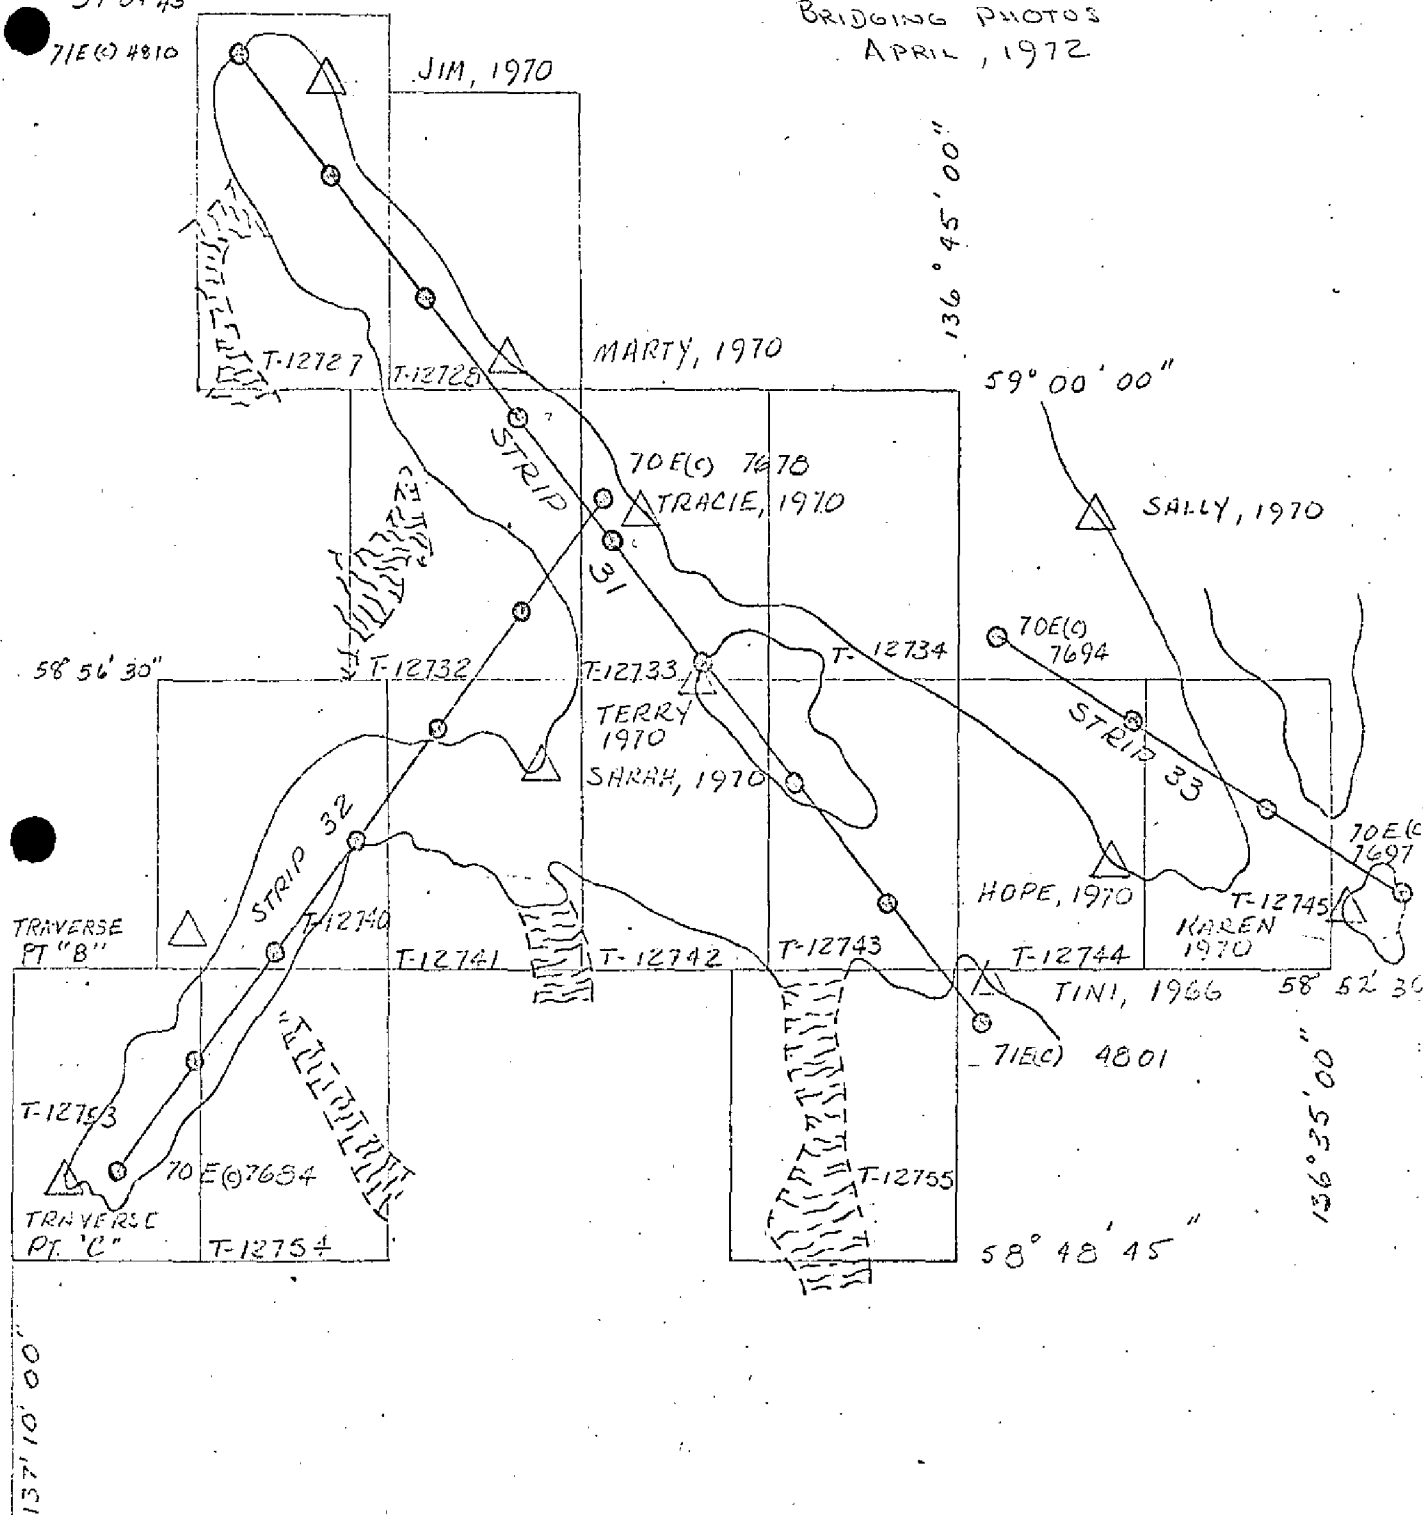 BRIDGING PHOTOS
APRIL, 1972
71E(C) 4810
JIM, 1970
136° 45' 00"
T-12727
T-12728
MARTY, 1970
59° 00' 00"
STRIP 31
70E(C) 7678
TRACIE, 1970
SALLY, 1970
70E(C)
7694
58° 56' 30"
T-12732
T-12733
T-12734
TERRY
1970
SARAH, 1970
STRIP 33
STRIP 32
70E(C
7697
HOPE, 1970
T-12745
KAREN
1970
TRAVERSE
PT "B"
T-12740
T-12741
T-12742
T-12743
T-12744
TINI, 1966
58° 52' 30
71E(C) 4801
T-12753
70E(C)7684
T-12755
136° 35' 00"
TRAVERSE
PT. "C"
T-12754
58° 48' 45"
137° 10' 00"